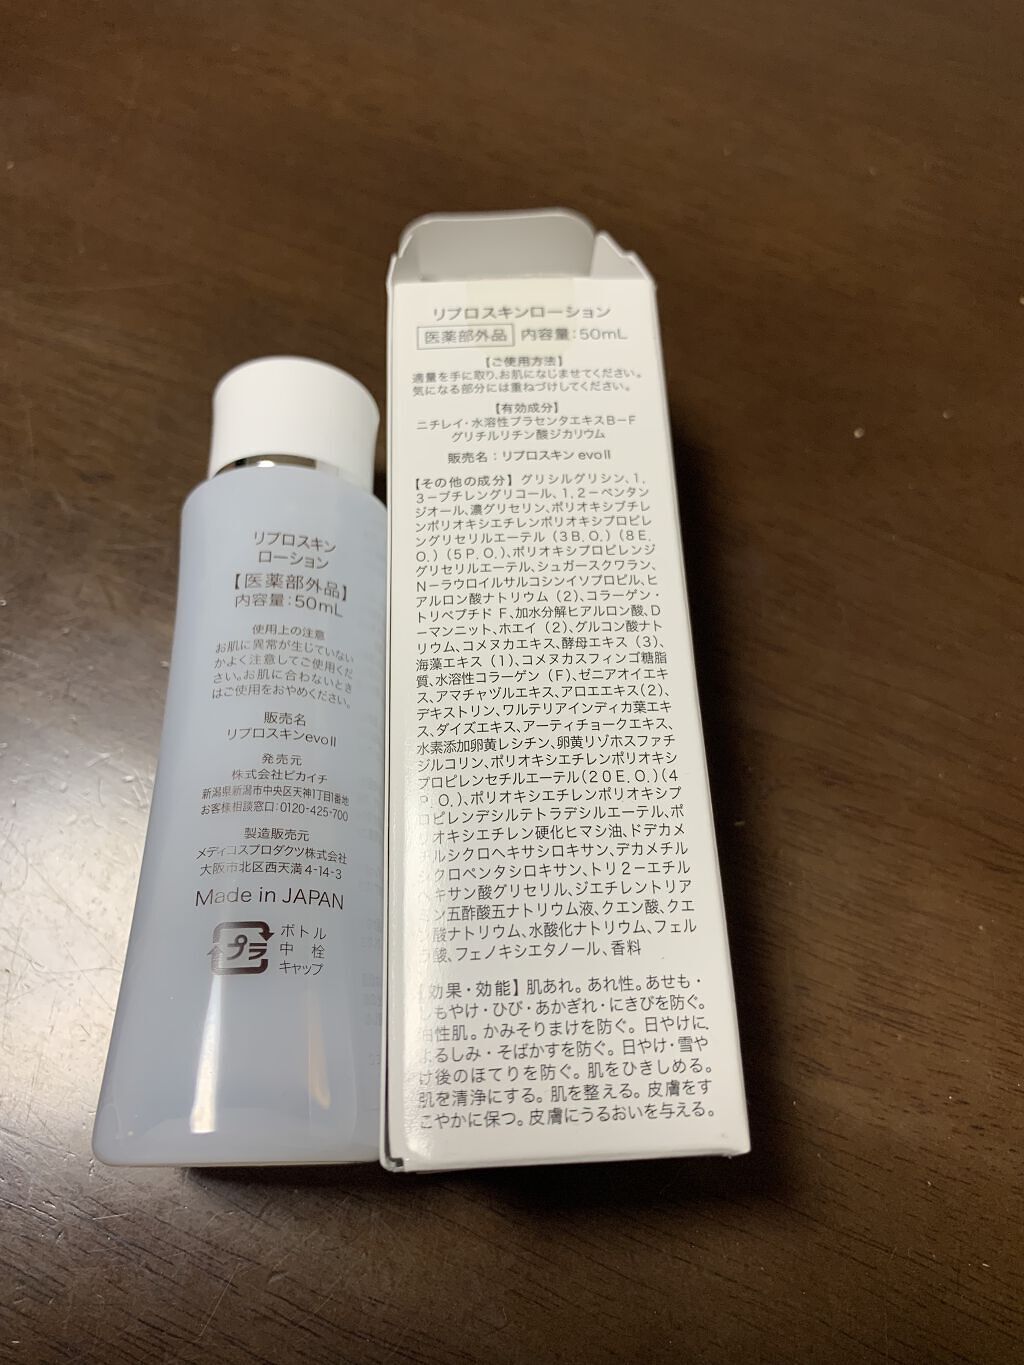 リプロスキン
ローション
【医薬部外品】
内容量:50mL
使用上の注意
お肌に異常が生じていない
かよく注意してご使用くだ
さい。お肌に合わないとき
はご使用をおやめください。
販売名
リプロスキンevoⅡ
発売元
株式会社ピカイチ
新潟県新潟市中央区天神1丁目1番地
お客様相談窓口:0120-425-700
製造販売元
メディコスプロダクツ株式会社
大阪市北区西天満4-14-3
Made in JAPAN
プラ
ボトル
中栓
キャップ
リプロスキンローション
医薬部外品 内容量:50mL
【ご使用方法】
適量を手に取り、お肌になじませてください。
気になる部分には重ねづけしてください。
【有効成分】
ニチレイ・水溶性プラセンタエキスB-F
グリチルリチン酸ジカリウム
販売名:リプロスキン evoⅡ
【その他の成分】グリシルグリシン、1,
3-ブチレングリコール、1,2-ペンタン
ジオール、濃グリセリン、ポリオキシブチレ
ンポリオキシエチレンポリオキシプロピレ
ングリセリルエーテル(3B.O.)(8E.
O.)(5P.O.)、ポリオキシプロピレンジ
グリセリルエーテル、シュガースクワラン、
N-ラウロイルサルコシンイソプロピル、ヒ
アルロン酸ナトリウム(2)、コラーゲン・
トリペプチド F、加水分解ヒアルロン酸、D
-マンニット、ホエイ(2)、グルコン酸ナト
リウム、コメヌカエキス、酵母エキス(3)、
海藻エキス(1)、コメヌカスフィンゴ糖脂
質、水溶性コラーゲン(F)、ゼニアオイエキ
ス、アマチャヅルエキス、アロエエキス(2)、
デキストリン、ワルテリアインディカ葉エキ
ス、ダイズエキス、アーティチョークエキス、
水素添加卵黄レシチン、卵黄リゾホスファチ
ジルコリン、ポリオキシエチレンポリオキシ
プロピレンセチルエーテル(20E.O.)(4
P.O.)、ポリオキシエチレンポリオキシプ
ロピレンデシルテトラデシルエーテル、ポ
リオキシエチレン硬化ヒマシ油、ドデカメ
チルシクロヘキサシロキサン、デカメチル
シクロペンタシロキサン、トリ2-エチル
ヘキサン酸グリセリル、ジエチレントリア
ミン五酢酸五ナトリウム液、クエン酸、クエ
ン酸ナトリウム、水酸化ナトリウム、フェル
ラ酸、フェノキシエタノール、香料
【効果・効能】肌あれ。あれ性。あせも・
しもやけ・ひび・あかぎれ・にきびを防ぐ。
油性肌。かみそりまけを防ぐ。日やけに
よるしみ・そばかすを防ぐ。日やけ・雪や
け後のほてりを防ぐ。肌をひきしめる。
肌を清浄にする。肌を整える。皮膚をす
こやかに保つ。皮膚にうるおいを与える。